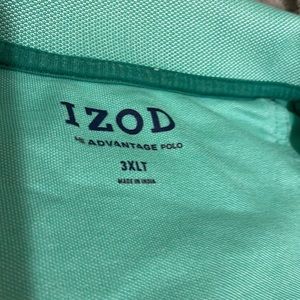 IZOD
ADVANTAGE POLO
3XLT
MADE IN INDIA